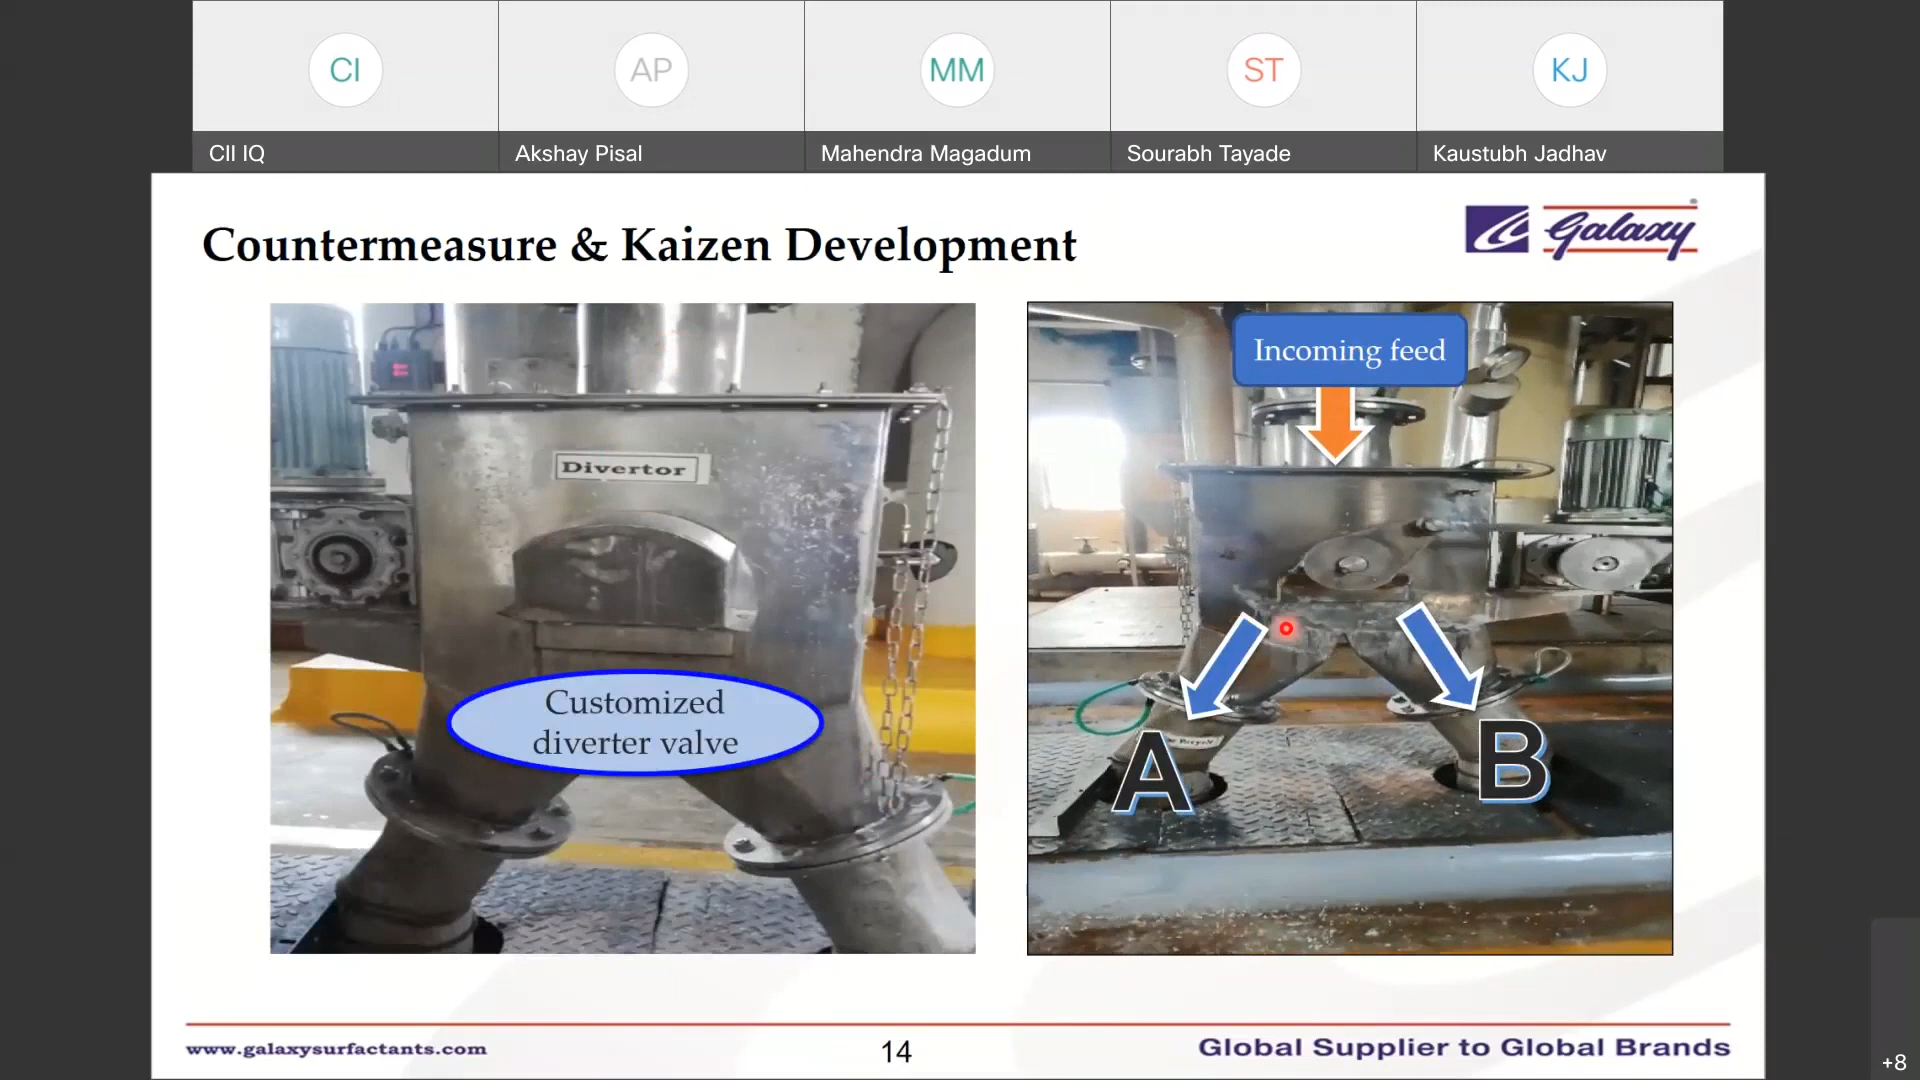 CI
AP
MM
ST
KJ
CII IQ
Akshay Pisal
Mahendra Magadum
Sourabh Tayade
Kaustubh Jadhav
Countermeasure & Kaizen Development
Galaxy
Divertor
Customized
diverter valve
Incoming feed
A
B
www.galaxysurfactants.com
14
Global Supplier to Global Brands
+8